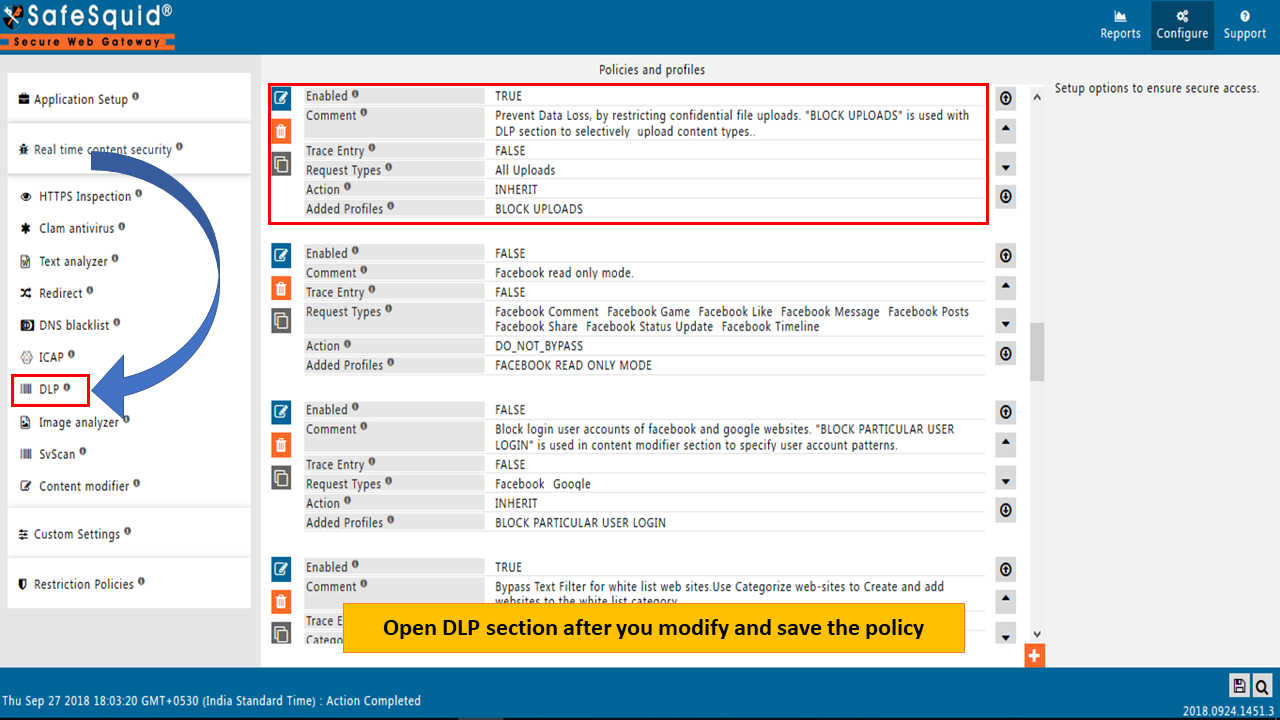 SafeSquid®
Secure Web Gateway
Reports
Configure
Support
Application Setup
Real time content security
HTTPS Inspection
Clam antivirus
Text analyzer
Redirect
DNS blacklist
ICAP
DLP
Image analyzer
SvScan
Content modifier
Custom Settings
Restriction Policies
Policies and profiles
Enabled TRUE
Comment Prevent Data Loss, by restricting confidential file uploads. "BLOCK UPLOADS" is used with
DLP section to selectively upload content types..
Trace Entry FALSE
Request Types All Uploads
Action INHERIT
Added Profiles BLOCK UPLOADS
Enabled FALSE
Comment Facebook read only mode.
Trace Entry FALSE
Request Types Facebook Comment Facebook Game Facebook Like Facebook Message Facebook Posts
Facebook Share Facebook Status Update Facebook Timeline
Action DO_NOT_BYPASS
Added Profiles FACEBOOK READ ONLY MODE
Enabled FALSE
Comment Block login user accounts of facebook and google websites. "BLOCK PARTICULAR USER
LOGIN" is used in content modifier section to specify user account patterns.
Trace Entry FALSE
Request Types Facebook Google
Action INHERIT
Added Profiles BLOCK PARTICULAR USER LOGIN
Enabled TRUE
Comment Bypass Text Filter for white list web sites.Use Categorize web-sites to Create and add
websites to the white list category
Trace E
Catego
Open DLP section after you modify and save the policy
Setup options to ensure secure access.
Thu Sep 27 2018 18:03:20 GMT+0530 (India Standard Time) : Action Completed
2018.0924.1451.3